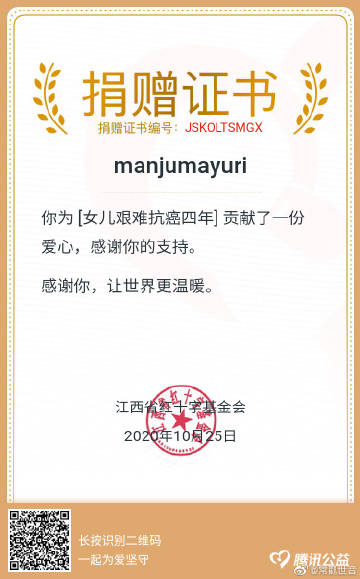 捐赠证书
捐赠证书编号：JSKOLTSMGX
manjumayuri
你为 [女儿艰难抗癌四年] 贡献了一份
爱心，感谢你的支持。
感谢你，让世界更温暖。
江西省红十字基金会
2020年10月25日
长按识别二维码
一起为爱坚守
腾讯公益